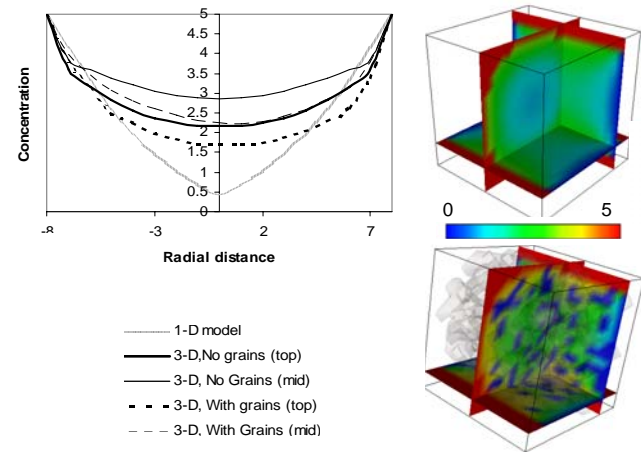 5
4.5
4
3.5
3
2.5
2
1.5
1
0.5
0
Concentration
-8 -3 2 7
Radial distance
0 5
1-D model
3-D,No grains (top)
3-D, No Grains (mid)
3-D, With grains (top)
3-D, With Grains (mid)